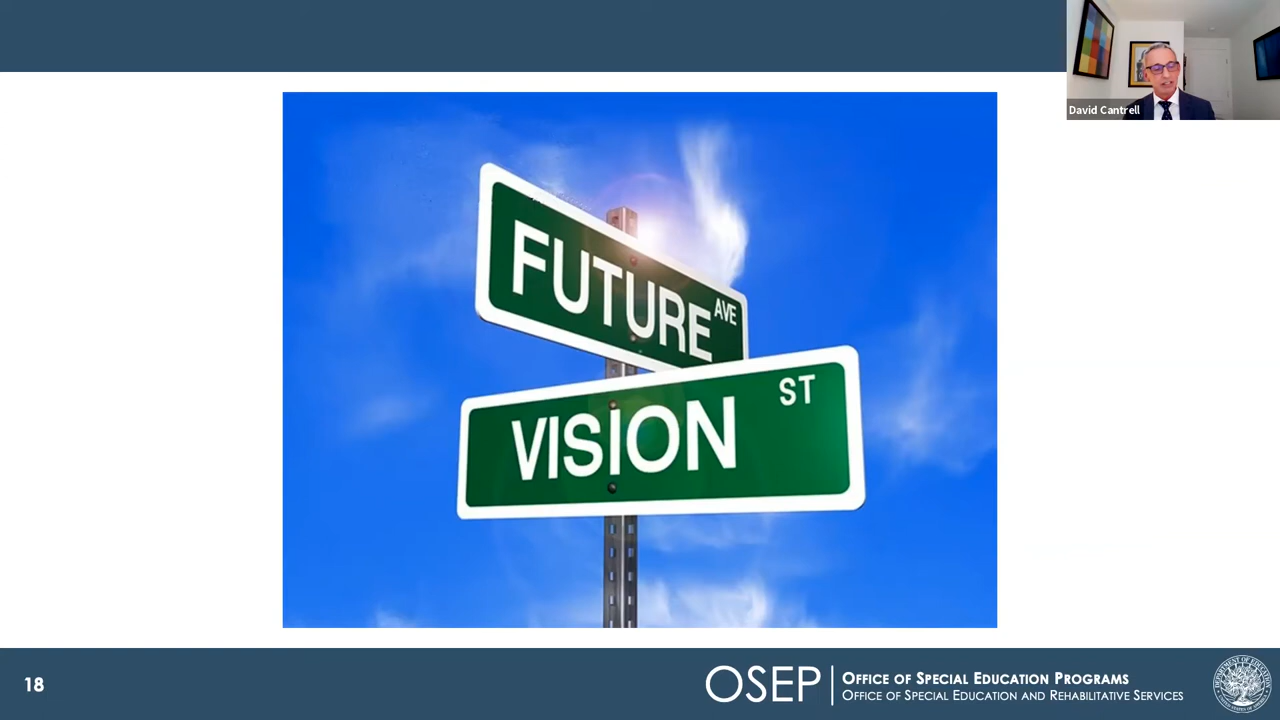 David Cantrell
FUTURE AVE
VISION ST
18
OSEP
OFFICE OF SPECIAL EDUCATION PROGRAMS
OFFICE OF SPECIAL EDUCATION AND REHABILITATIVE SERVICES